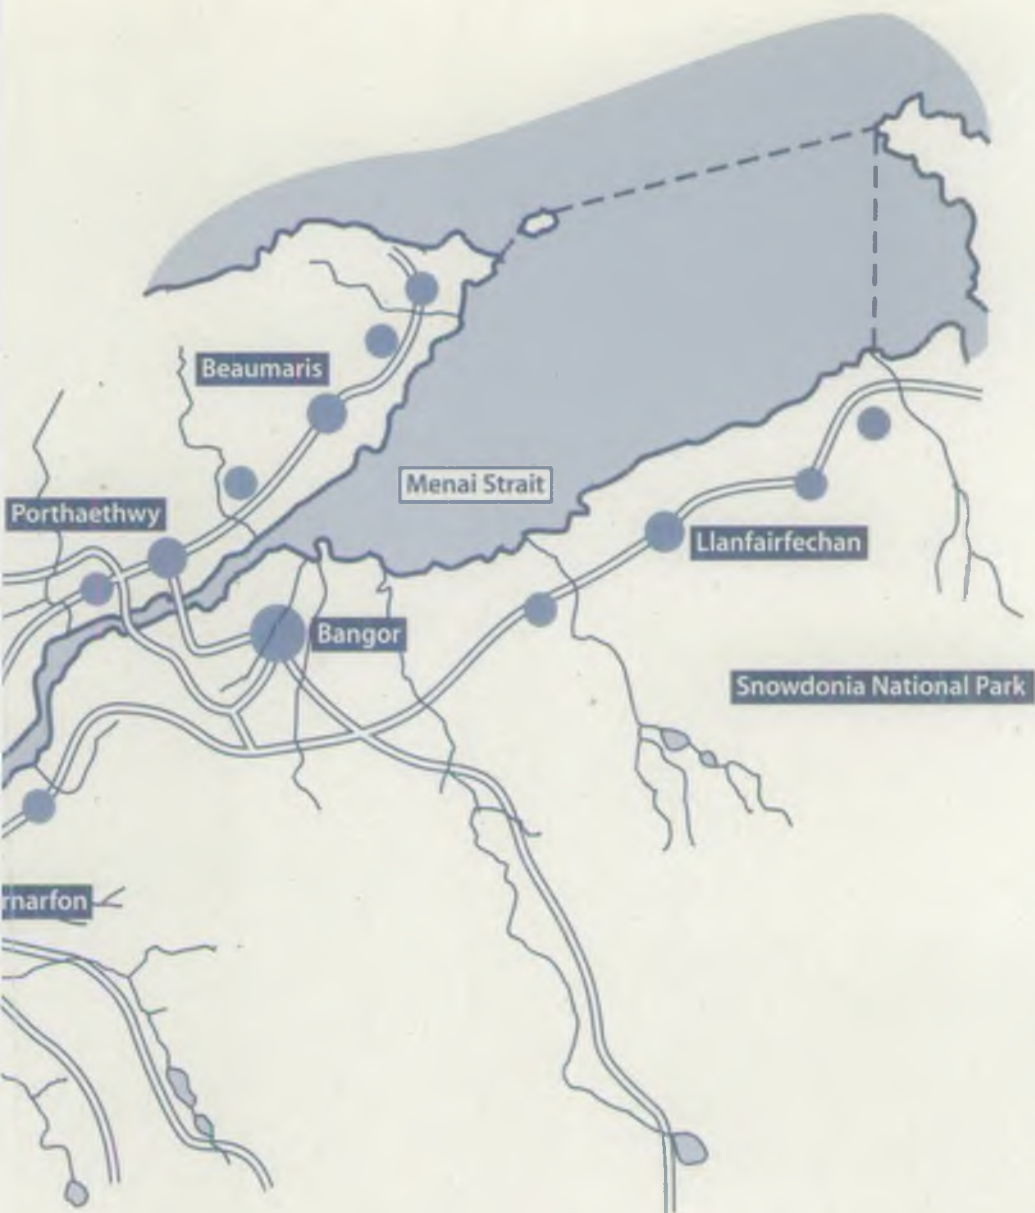 Beaumaris
Menai Strait
Porthaethwy
Llanfairfechan
Bangor
Snowdonia National Park
rnarfon